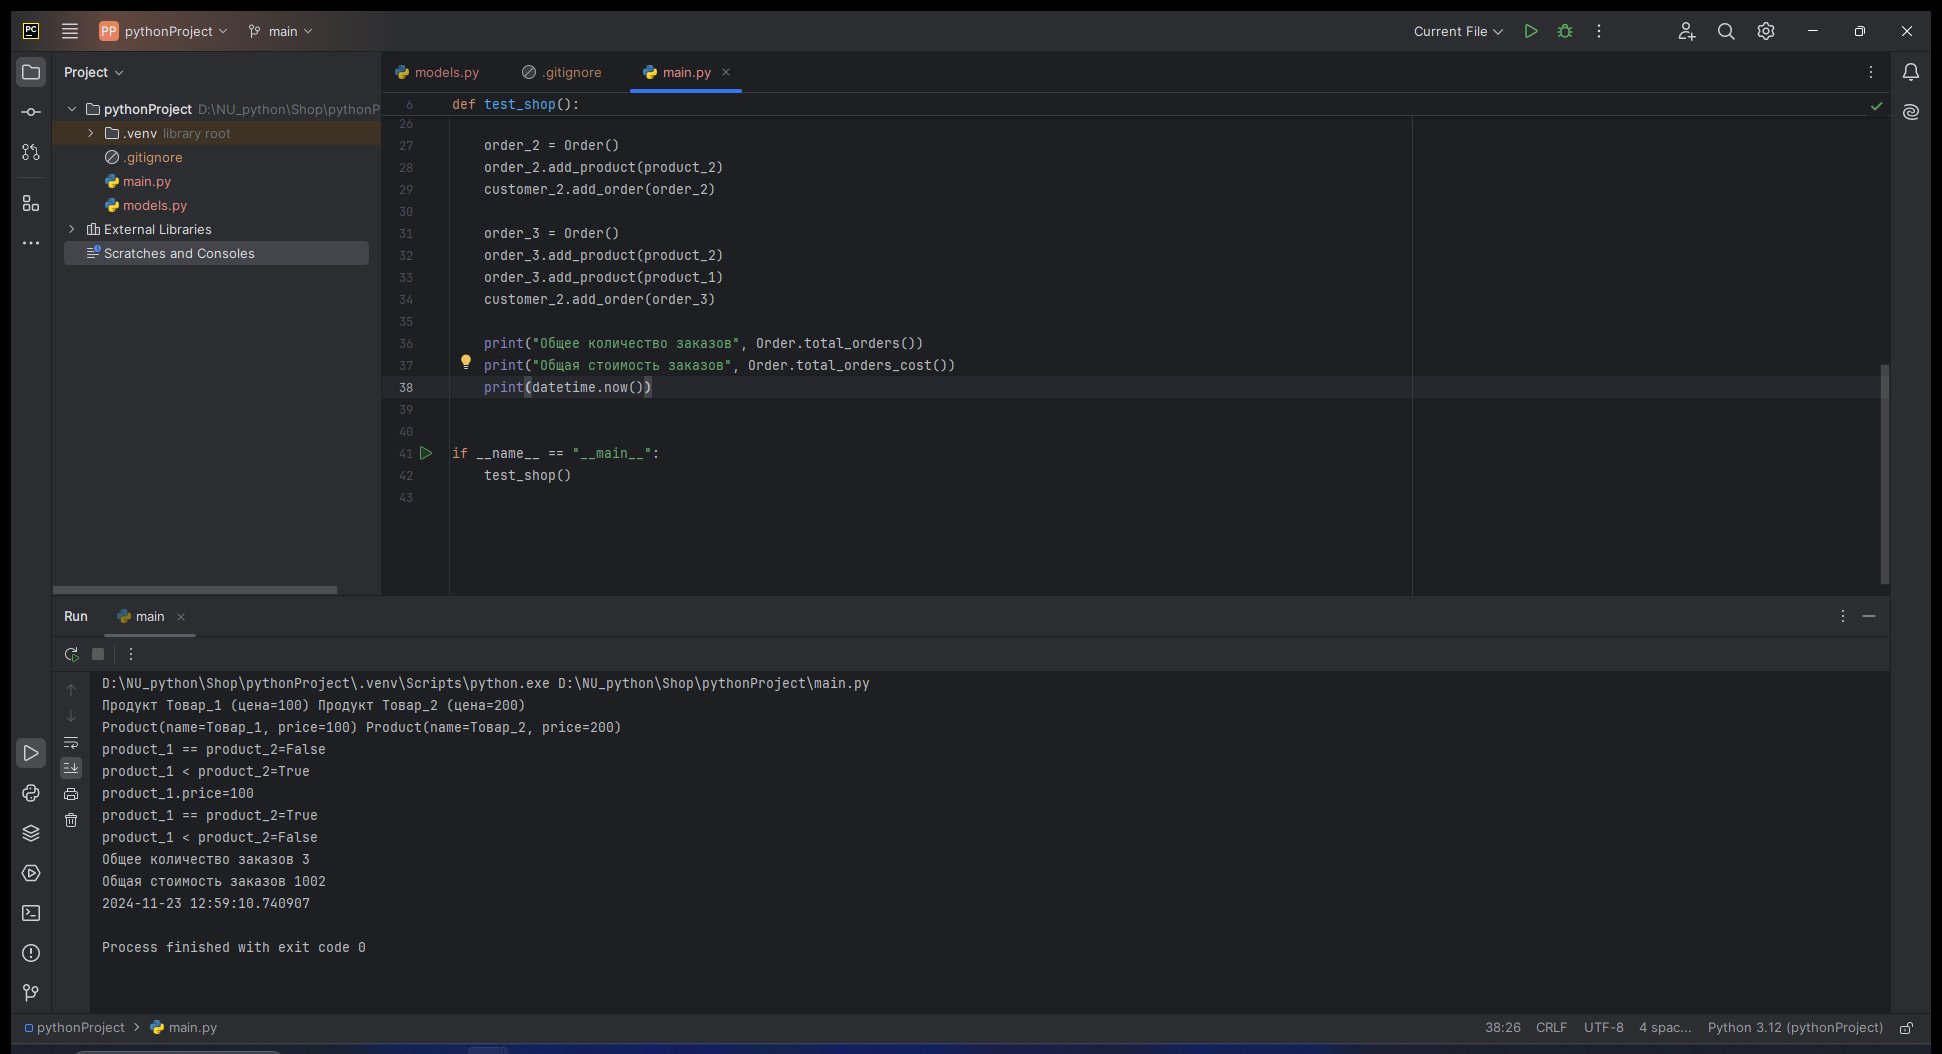 PC
PP pythonProject main
Current File
Project
models.py .gitignore main.py
pythonProject D:\NU_python\Shop\pythonP
.venv library root
.gitignore
main.py
models.py
External Libraries
Scratches and Consoles
6 def test_shop():
26
27 order_2 = Order()
28 order_2.add_product(product_2)
29 customer_2.add_order(order_2)
30
31 order_3 = Order()
32 order_3.add_product(product_2)
33 order_3.add_product(product_1)
34 customer_2.add_order(order_3)
35
36 print("Общее количество заказов", Order.total_orders())
37 print("Общая стоимость заказов", Order.total_orders_cost())
38 print(datetime.now())
39
40
41 if __name__ == "__main__":
42 test_shop()
43
Run main
D:\NU_python\Shop\pythonProject\.venv\Scripts\python.exe D:\NU_python\Shop\pythonProject\main.py
Продукт Товар_1 (цена=100) Продукт Товар_2 (цена=200)
Product(name=Товар_1, price=100) Product(name=Товар_2, price=200)
product_1 == product_2=False
product_1 < product_2=True
product_1.price=100
product_1 == product_2=True
product_1 < product_2=False
Общее количество заказов 3
Общая стоимость заказов 1002
2024-11-23 12:59:10.740907
Process finished with exit code 0
pythonProject > main.py
38:26 CRLF UTF-8 4 spac... Python 3.12 (pythonProject)